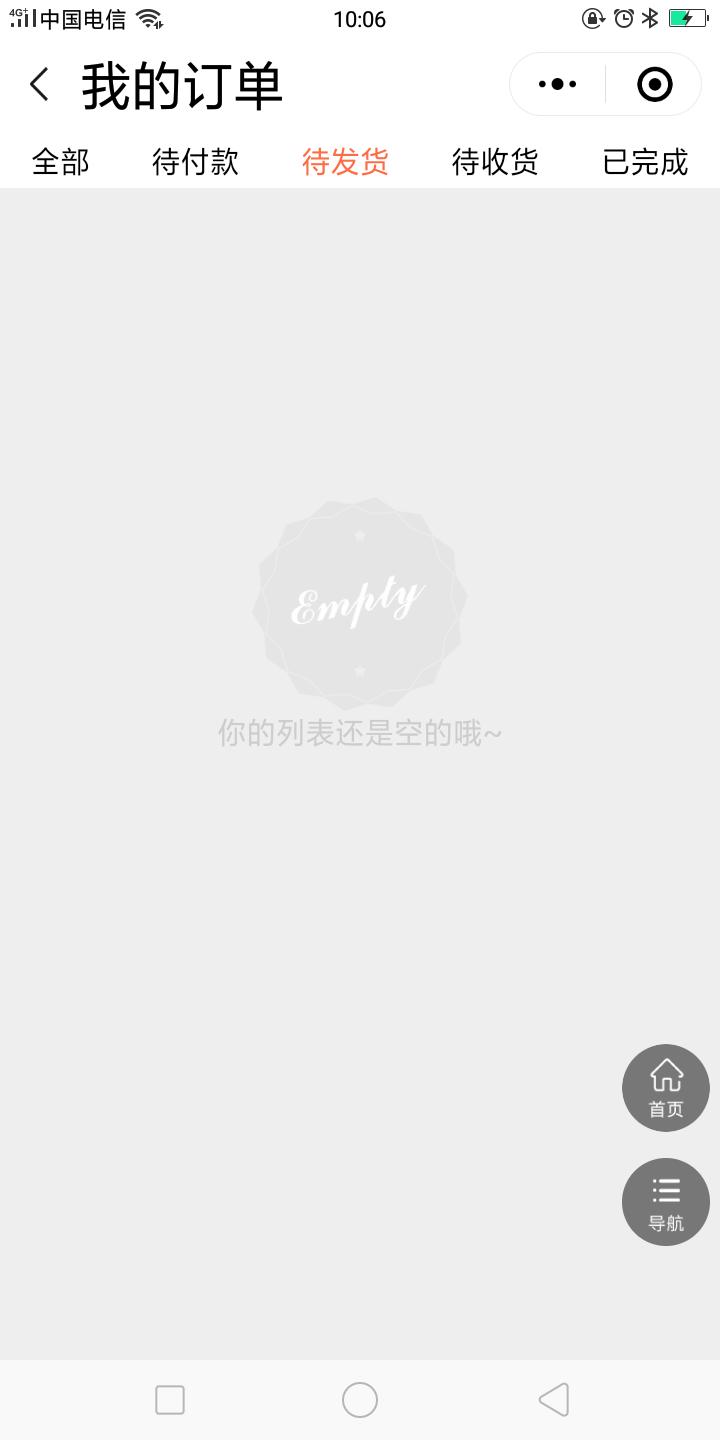 4G+ 中国电信 10:06
我的订单
全部 待付款 待发货 待收货 已完成
Empty
你的列表还是空的哦~
首页
导航